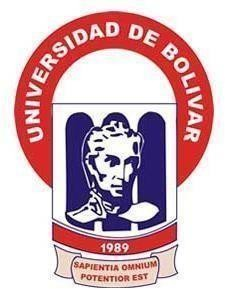 UNIVERSIDAD DE BOLIVAR
1989
SAPIENTIA OMNIUM
POTENTIOR EST